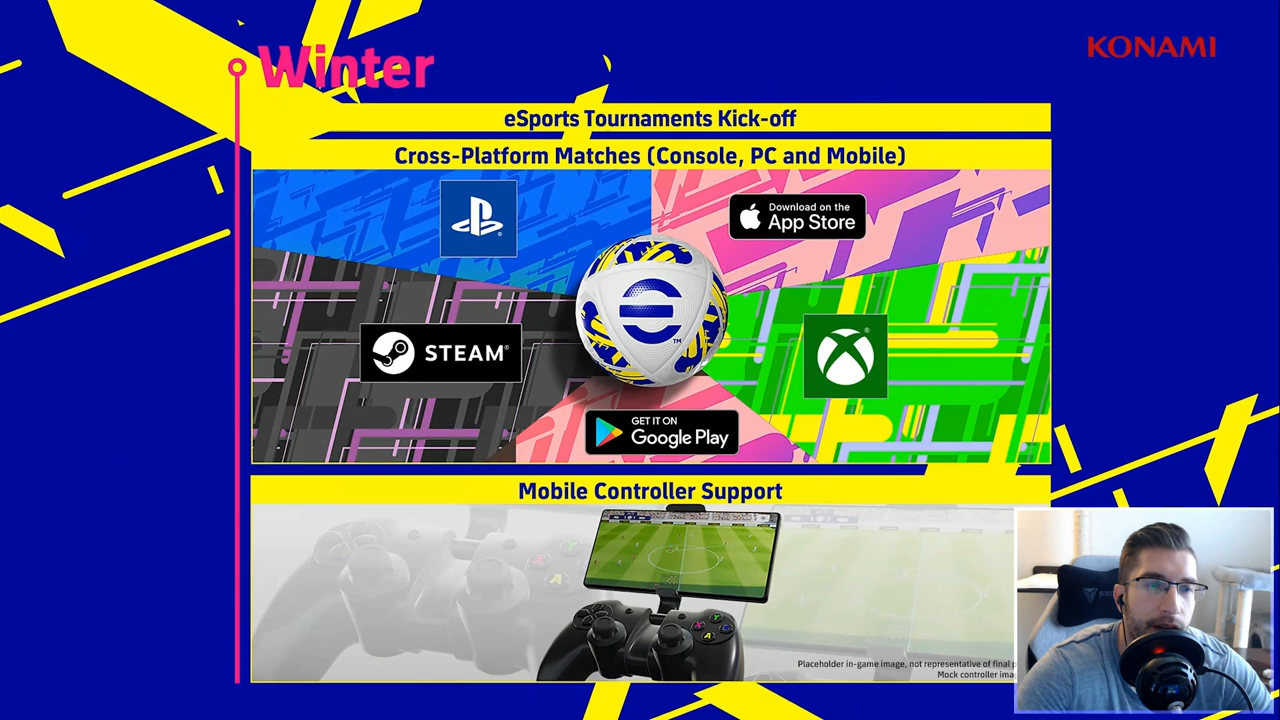 KONAMI
Winter
eSports Tournaments Kick-off
Cross-Platform Matches (Console, PC and Mobile)
Download on the
App Store
STEAM®
TM
GET IT ON
Google Play
Mobile Controller Support
X Y A
Placeholder in-game image, not representative of final
Mock controller